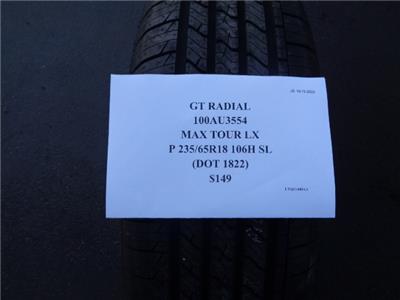 GT RADIAL
100AU3554
MAX TOUR LX
P 235/65R18 106H SL
(DOT 1822)
$149